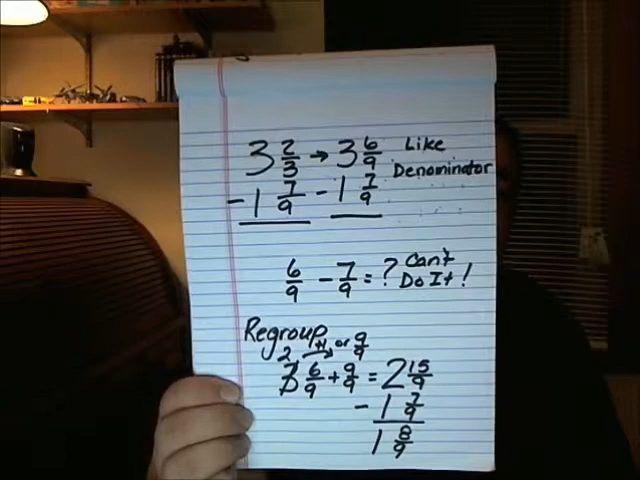 3 2/3 → 3 6/9 Like Denominator
- 1 7/9 - 1 7/9
6/9 - 7/9 = ? Can't Do It!
Regroup
2 +1 or 9/9
3 6/9 + 9/9 = 2 15/9
- 1 7/9
1 8/9